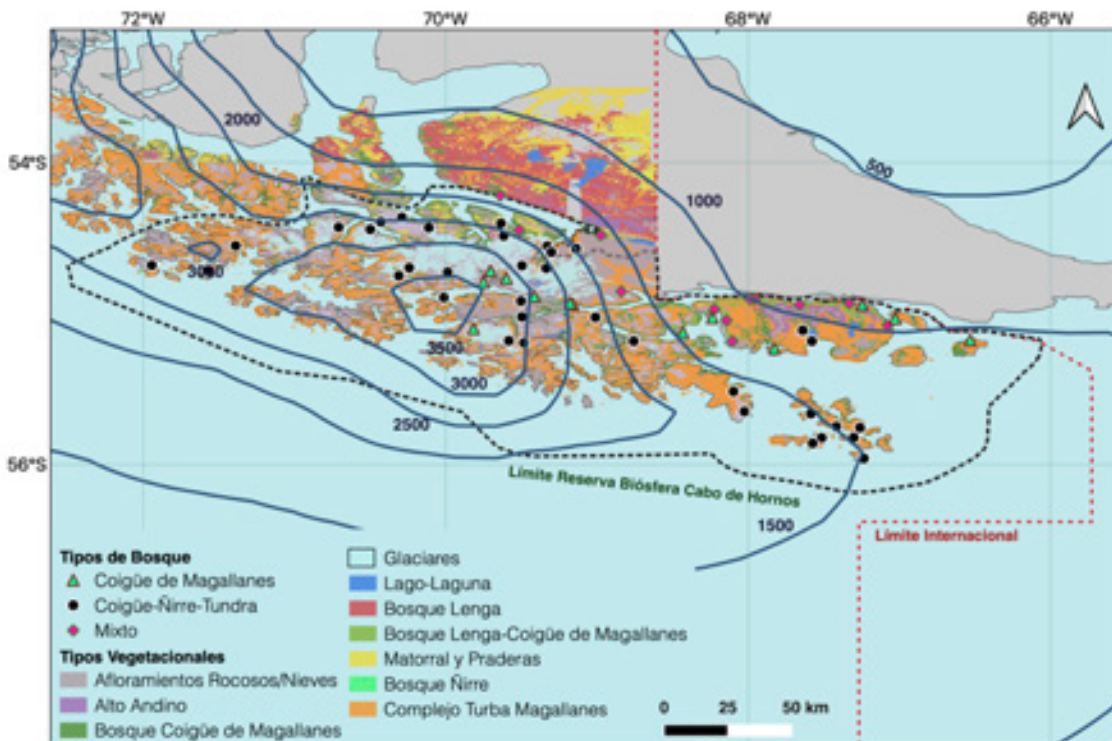 72°W 70°W 68°W 66°W
2000
54°S
500
1000
3000
3500
3000
2500
56°S
Límite Reserva Biósfera Cabo de Hornos
1500
Límite Internacional
Tipos de Bosque
Coigüe de Magallanes
Coigüe-Ñirre-Tundra
Mixto
Tipos Vegetacionales
Afloramientos Rocosos/Nieves
Alto Andino
Bosque Coigüe de Magallanes
Glaciares
Lago-Laguna
Bosque Lenga
Bosque Lenga-Coigüe de Magallanes
Matorral y Praderas
Bosque Ñirre
Complejo Turba Magallanes
0 25 50 km